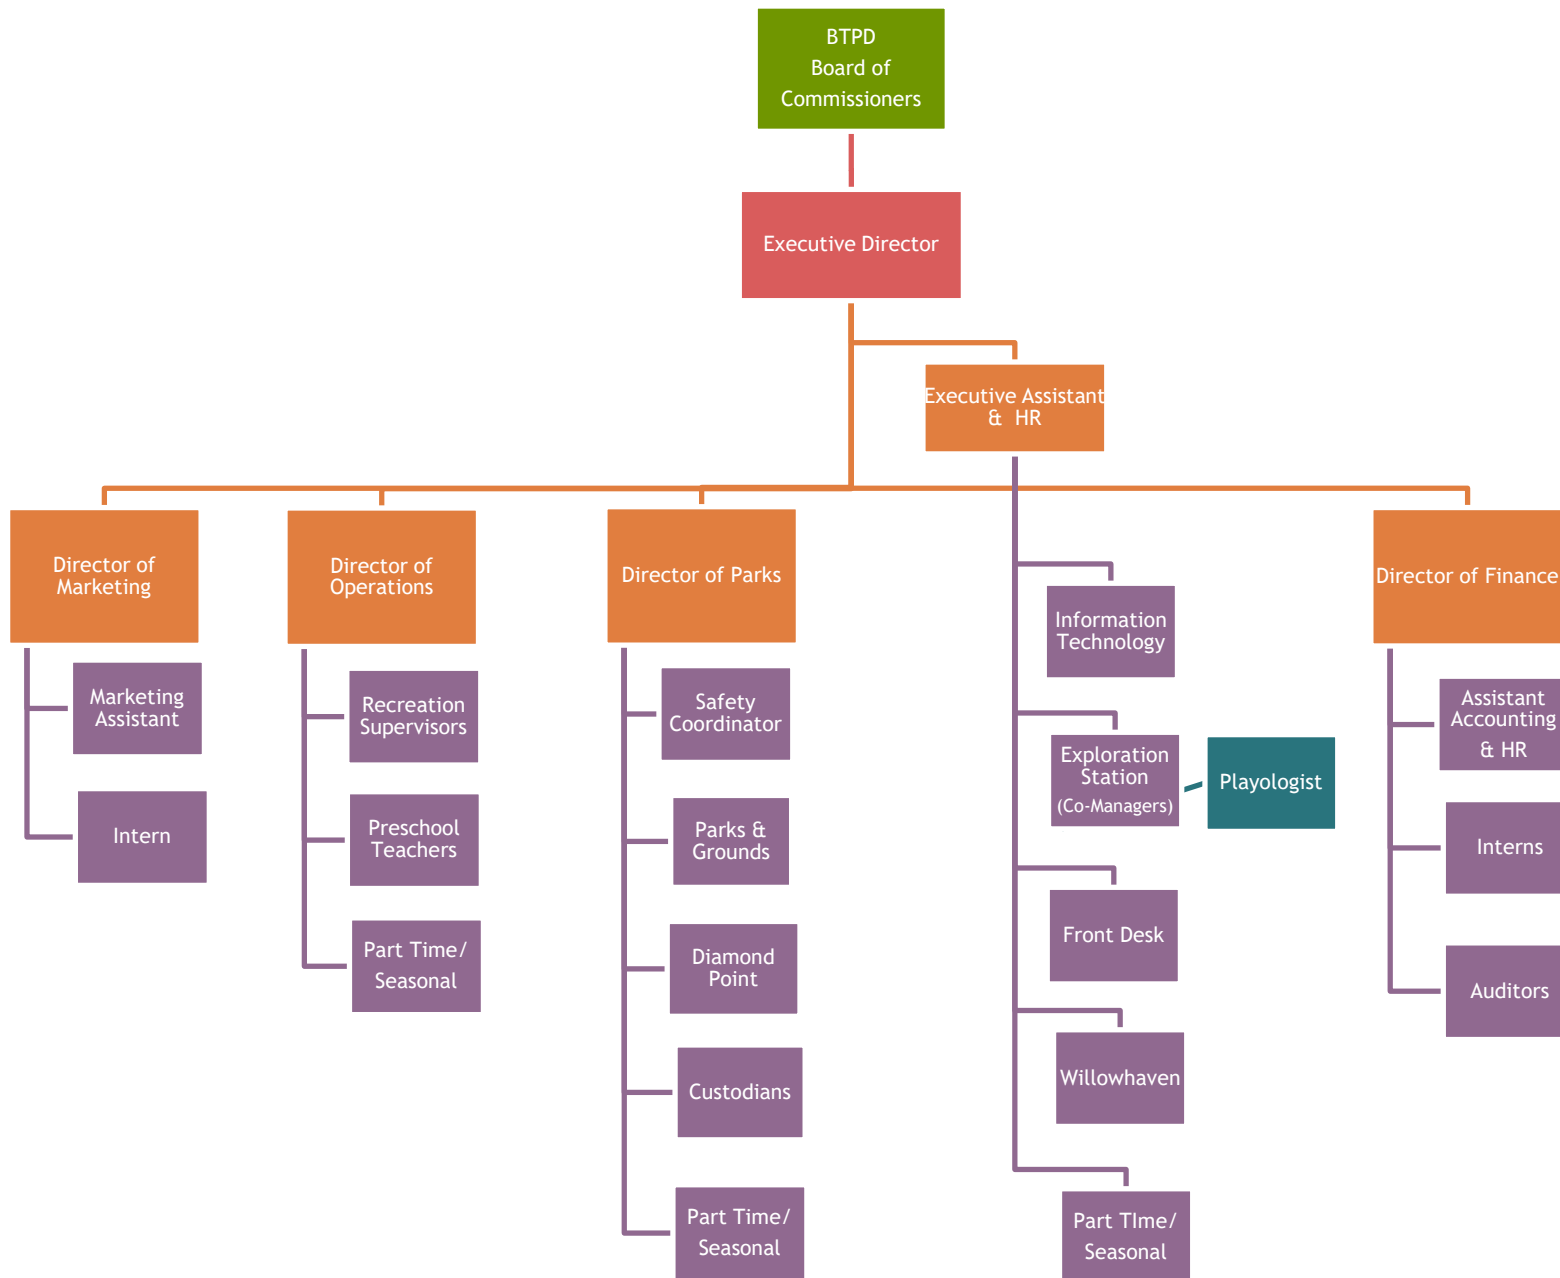 BTPD
Board of
Commissioners
Executive Director
Executive Assistant
& HR
Director of
Marketing
Director of
Operations
Director of Parks
Director of Finance
Marketing
Assistant
Intern
Recreation
Supervisors
Preschool
Teachers
Part Time/
Seasonal
Safety
Coordinator
Parks &
Grounds
Diamond
Point
Custodians
Part Time/
Seasonal
Information
Technology
Exploration
Station
(Co-Managers)
Playologist
Front Desk
Willowhaven
Part TIme/
Seasonal
Assistant
Accounting
& HR
Interns
Auditors